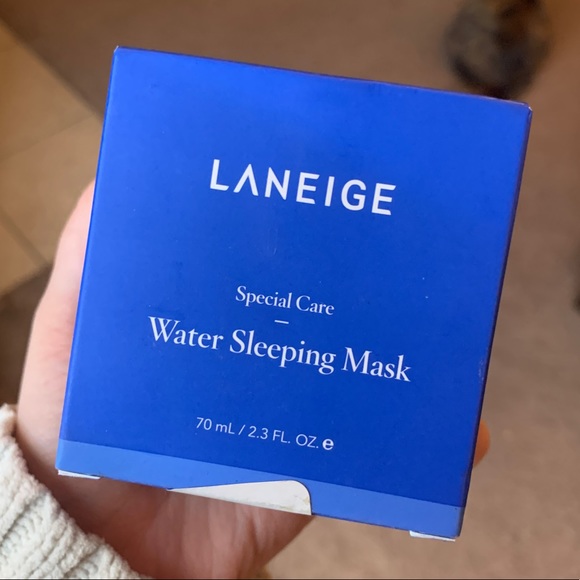 LANEIGE
Special Care
Water Sleeping Mask
70 mL / 2.3 FL. OZ. ℮